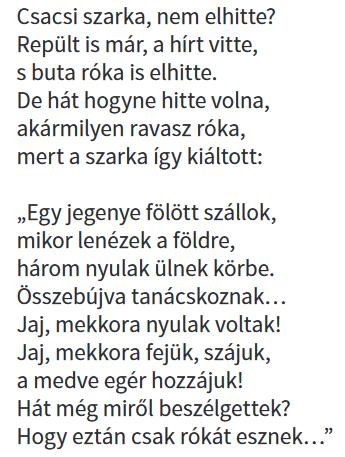 Csacsi szarka, nem elhitte?
Repült is már, a hírt vitte,
s buta róka is elhitte.
De hát hogyne hitte volna,
akármilyen ravasz róka,
mert a szarka így kiáltott:

„Egy jegenye fölött szállok,
mikor lenézek a földre,
három nyulak ülnek körbe.
Összebújva tanácskoznak…
Jaj, mekkora nyulak voltak!
Jaj, mekkora fejük, szájuk,
a medve egér hozzájuk!
Hát még miről beszélgettek?
Hogy eztán csak rókát esznek…”